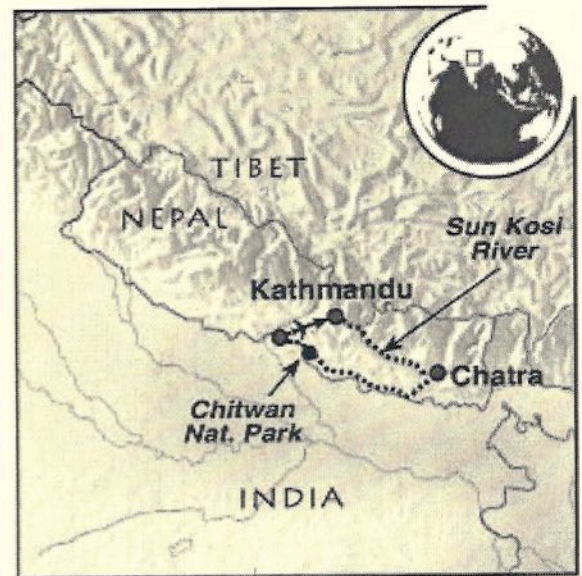 TIBET
NEPAL
Sun Kosi
River
Kathmandu
Chatra
Chitwan
Nat. Park
INDIA